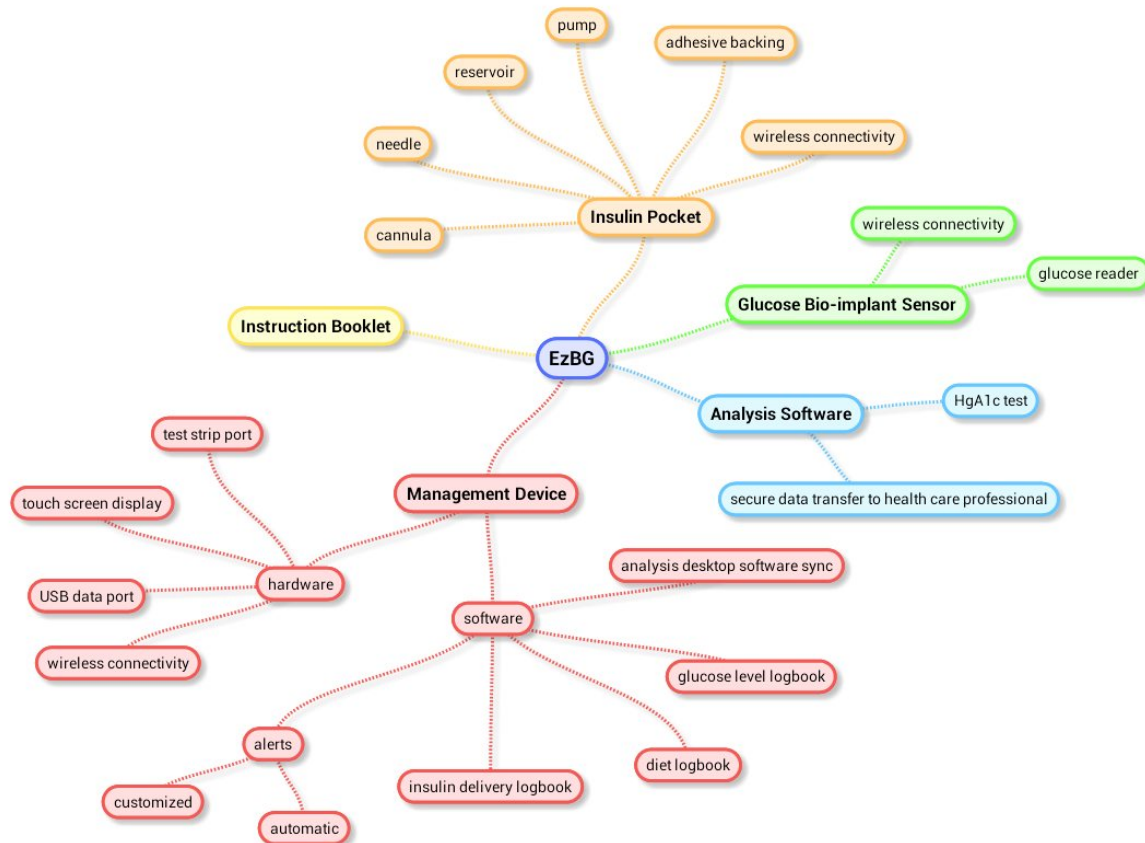 pump
adhesive backing
reservoir
wireless connectivity
needle
Insulin Pocket
cannula
wireless connectivity
glucose reader
Glucose Bio-implant Sensor
Instruction Booklet
EzBG
HgA1c test
Analysis Software
secure data transfer to health care professional
test strip port
Management Device
touch screen display
hardware
USB data port
wireless connectivity
analysis desktop software sync
software
glucose level logbook
alerts
diet logbook
insulin delivery logbook
customized
automatic